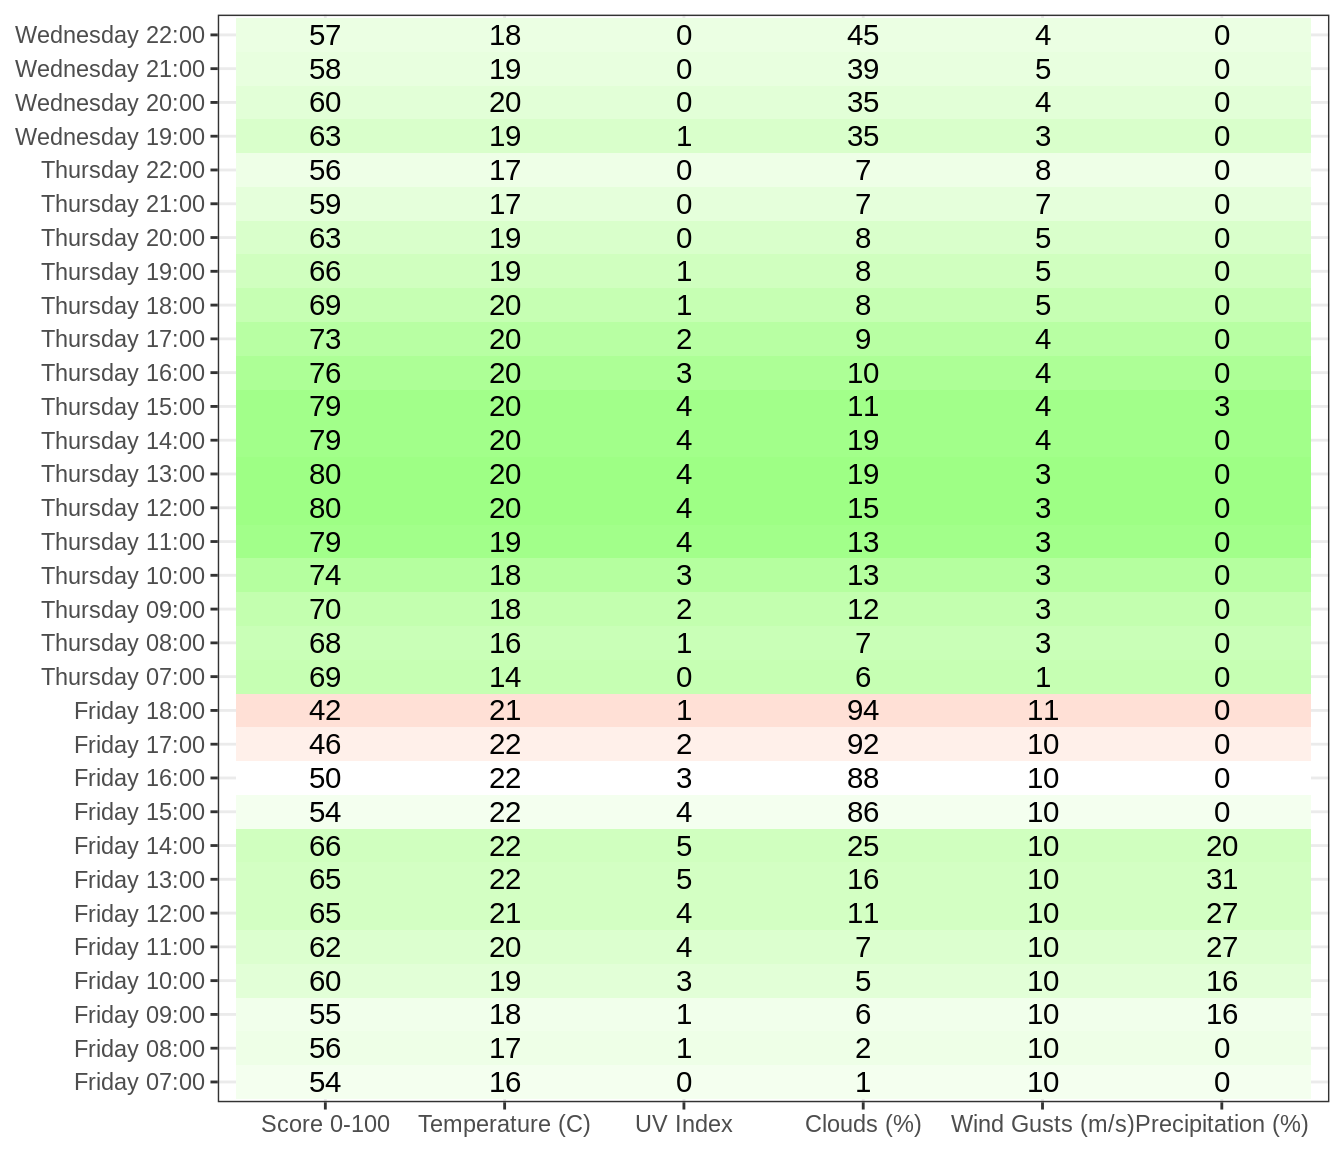 Wednesday 22:00 57 18 0 45 4 0
Wednesday 21:00 58 19 0 39 5 0
Wednesday 20:00 60 20 0 35 4 0
Wednesday 19:00 63 19 1 35 3 0
Thursday 22:00 56 17 0 7 8 0
Thursday 21:00 59 17 0 7 7 0
Thursday 20:00 63 19 0 8 5 0
Thursday 19:00 66 19 1 8 5 0
Thursday 18:00 69 20 1 8 5 0
Thursday 17:00 73 20 2 9 4 0
Thursday 16:00 76 20 3 10 4 0
Thursday 15:00 79 20 4 11 4 3
Thursday 14:00 79 20 4 19 4 0
Thursday 13:00 80 20 4 19 3 0
Thursday 12:00 80 20 4 15 3 0
Thursday 11:00 79 19 4 13 3 0
Thursday 10:00 74 18 3 13 3 0
Thursday 09:00 70 18 2 12 3 0
Thursday 08:00 68 16 1 7 3 0
Thursday 07:00 69 14 0 6 1 0
Friday 18:00 42 21 1 94 11 0
Friday 17:00 46 22 2 92 10 0
Friday 16:00 50 22 3 88 10 0
Friday 15:00 54 22 4 86 10 0
Friday 14:00 66 22 5 25 10 20
Friday 13:00 65 22 5 16 10 31
Friday 12:00 65 21 4 11 10 27
Friday 11:00 62 20 4 7 10 27
Friday 10:00 60 19 3 5 10 16
Friday 09:00 55 18 1 6 10 16
Friday 08:00 56 17 1 2 10 0
Friday 07:00 54 16 0 1 10 0
Score 0-100 Temperature (C) UV Index Clouds (%) Wind Gusts (m/s) Precipitation (%)